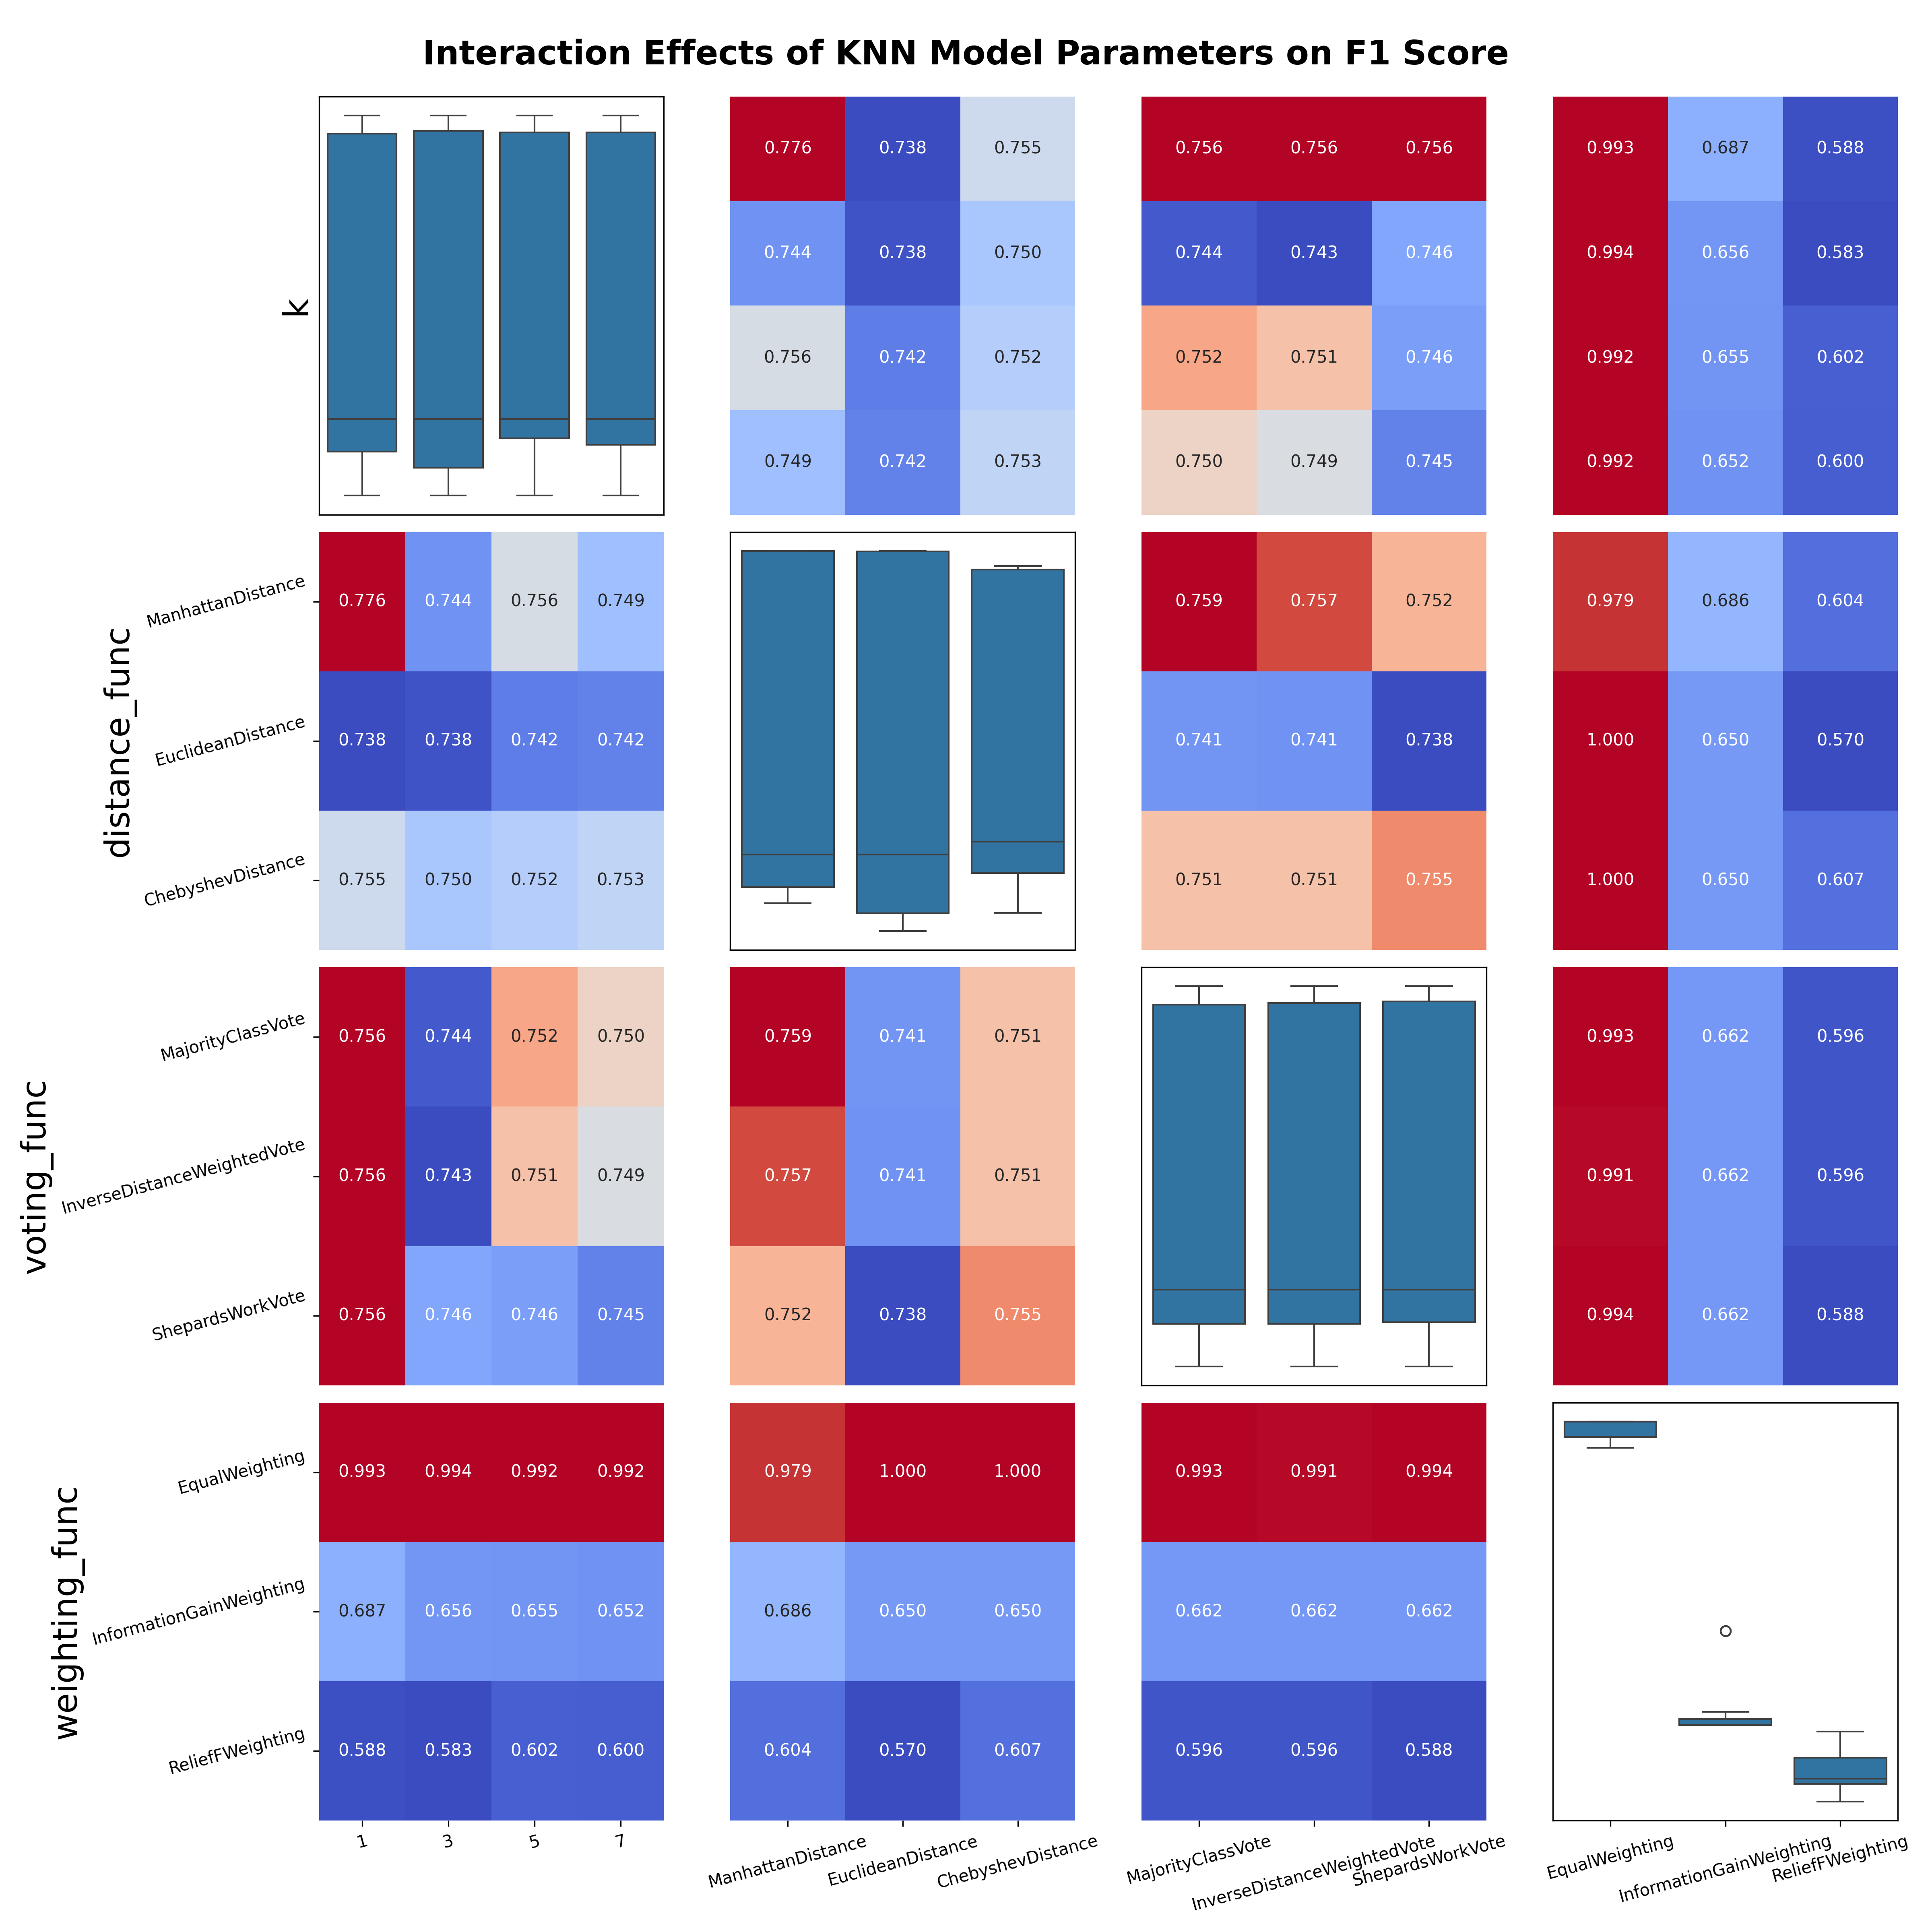 Interaction Effects of KNN Model Parameters on F1 Score
k
0.776 0.738 0.755
0.744 0.738 0.750
0.756 0.742 0.752
0.749 0.742 0.753
0.756 0.756 0.756
0.744 0.743 0.746
0.752 0.751 0.746
0.750 0.749 0.745
0.993 0.687 0.588
0.994 0.656 0.583
0.992 0.655 0.602
0.992 0.652 0.600
distance_func
ManhattanDistance
EuclideanDistance
ChebyshevDistance
0.776 0.744 0.756 0.749
0.738 0.738 0.742 0.742
0.755 0.750 0.752 0.753
0.759 0.757 0.752
0.741 0.741 0.738
0.751 0.751 0.755
0.979 0.686 0.604
1.000 0.650 0.570
1.000 0.650 0.607
voting_func
MajorityClassVote
InverseDistanceWeightedVote
ShepardsWorkVote
0.756 0.744 0.752 0.750
0.756 0.743 0.751 0.749
0.756 0.746 0.746 0.745
0.759 0.741 0.751
0.757 0.741 0.751
0.752 0.738 0.755
0.993 0.662 0.596
0.991 0.662 0.596
0.994 0.662 0.588
weighting_func
EqualWeighting
InformationGainWeighting
ReliefFWeighting
0.993 0.994 0.992 0.992
0.687 0.656 0.655 0.652
0.588 0.583 0.602 0.600
0.979 1.000 1.000
0.686 0.650 0.650
0.604 0.570 0.607
0.993 0.991 0.994
0.662 0.662 0.662
0.596 0.596 0.588
1 3 5 7
ManhattanDistance EuclideanDistance ChebyshevDistance
MajorityClassVote InverseDistanceWeightedVote ShepardsWorkVote
EqualWeighting InformationGainWeighting ReliefFWeighting